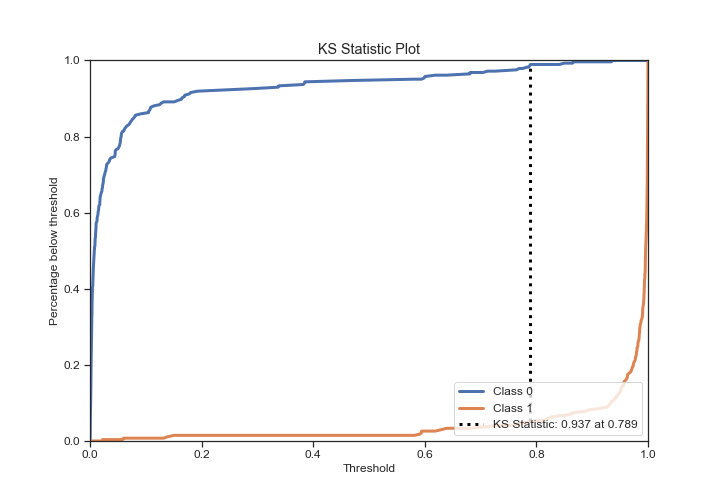 KS Statistic Plot
1.0
0.8
0.6
0.4
0.2
0.0
Percentage below threshold
Class 0
Class 1
KS Statistic: 0.937 at 0.789
0.0 0.2 0.4 0.6 0.8 1.0
Threshold